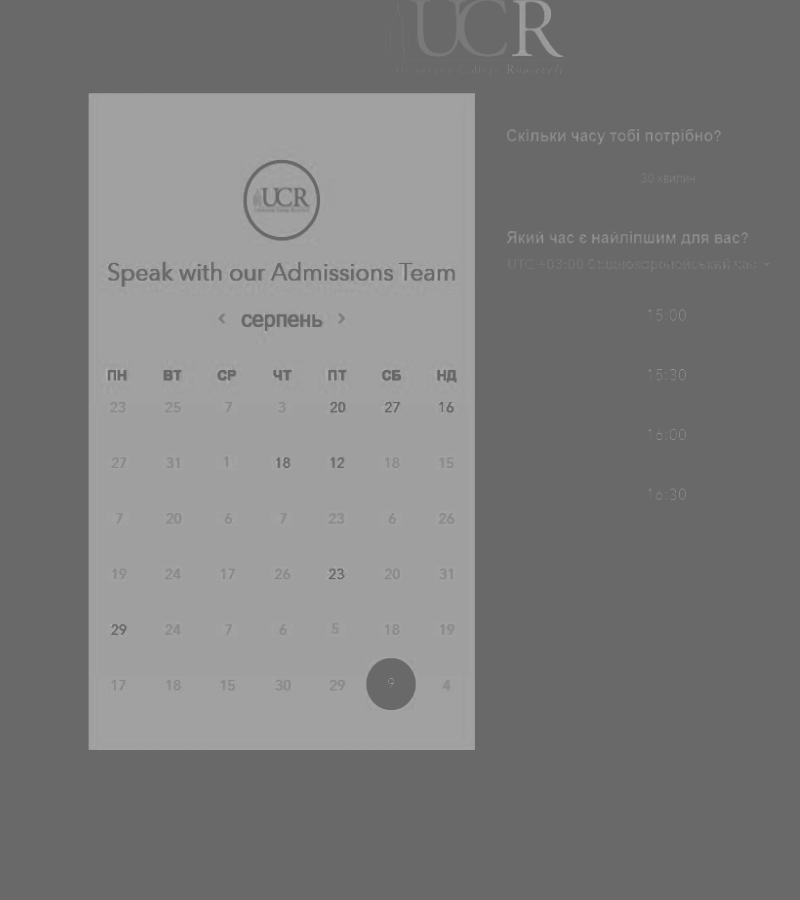 UCR
University College Roosevelt
UCR
Speak with our Admissions Team
‹ серпень ›
ПН ВТ СР ЧТ ПТ СБ НД
23 25 7 3 20 27 16
27 31 1 18 12 18 15
7 20 6 7 23 6 26
19 24 17 26 23 20 31
29 24 7 6 5 18 19
17 18 15 30 29 9 4
Скільки часу тобі потрібно?
30 хвилин
Який час є найліпшим для вас?
UTC +03:00 Східноєвропейський час
15:00
15:30
16:00
16:30